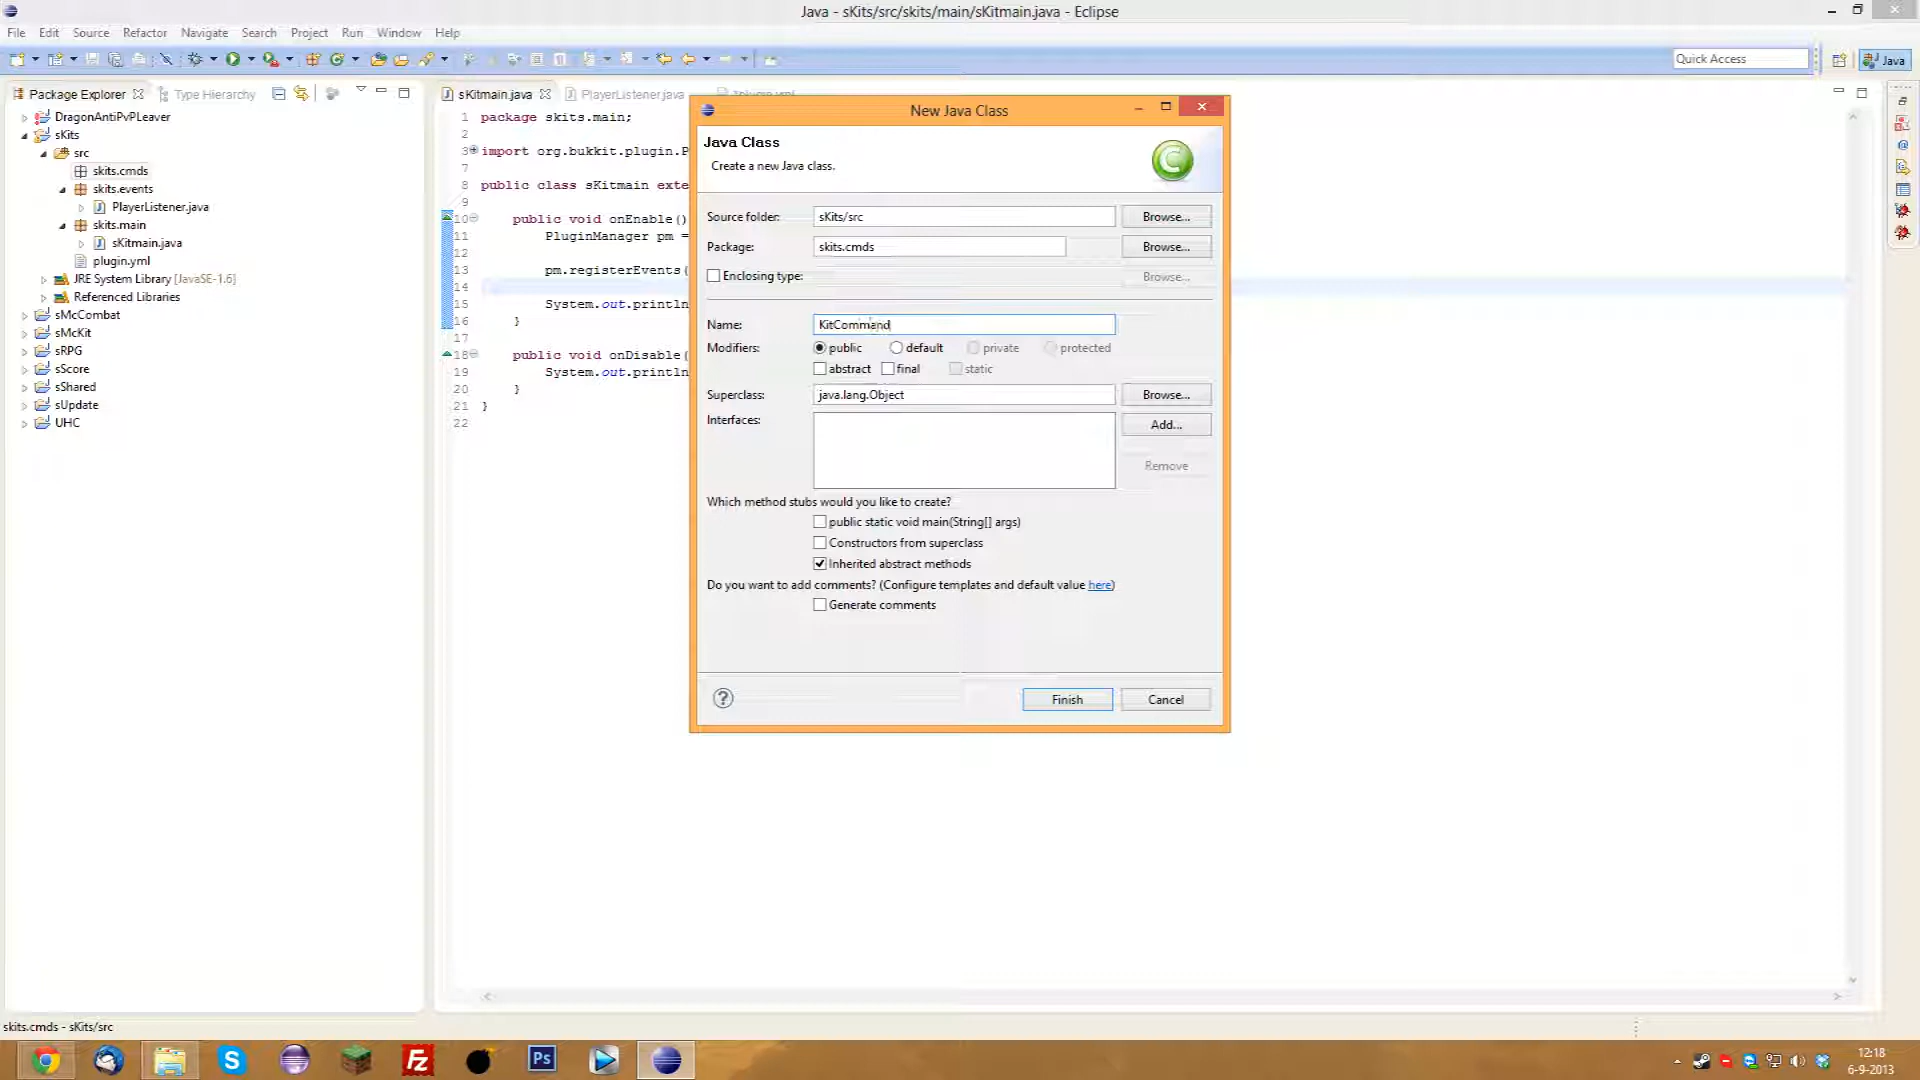 Java - sKits/src/skits/main/sKitmain.java - Eclipse
File Edit Source Refactor Navigate Search Project Run Window Help
Quick Access
Java
Package Explorer
Type Hierarchy
DragonAntiPvPLeaver
sKits
src
skits.cmds
skits.events
PlayerListener.java
skits.main
sKitmain.java
plugin.yml
JRE System Library [JavaSE-1.6]
Referenced Libraries
sMcCombat
sMcKit
sRPG
sScore
sShared
sUpdate
UHC
sKitmain.java
PlayerListener.java
1 package skits.main;
2
3 import org.bukkit.plugin.P
7
8 public class sKitmain exte
9
10 public void onEnable()
11 PluginManager pm =
12
13 pm.registerEvents(
14
15 System.out.println
16 }
17
18 public void onDisable(
19 System.out.println
20 }
21 }
22
New Java Class
Java Class
Create a new Java class.
Source folder: sKits/src Browse...
Package: skits.cmds Browse...
Enclosing type: Browse...
Name: KitCommand
Modifiers: public default private protected
abstract final static
Superclass: java.lang.Object Browse...
Interfaces: Add...
Remove
Which method stubs would you like to create?
public static void main(String[] args)
Constructors from superclass
Inherited abstract methods
Do you want to add comments? (Configure templates and default value here)
Generate comments
Finish Cancel
skits.cmds - sKits/src
Fz
Ps
12:18
6-9-2013